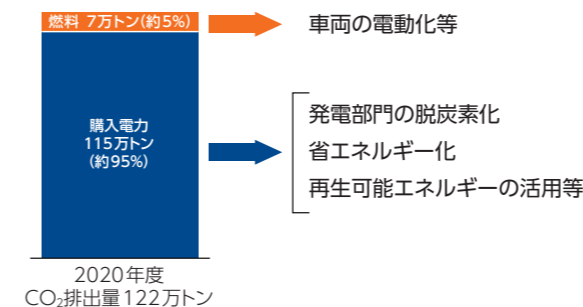 燃料 7万トン(約5%)
車両の電動化等
購入電力
115万トン
(約95%)
発電部門の脱炭素化
省エネルギー化
再生可能エネルギーの活用等
2020年度
CO₂排出量122万トン